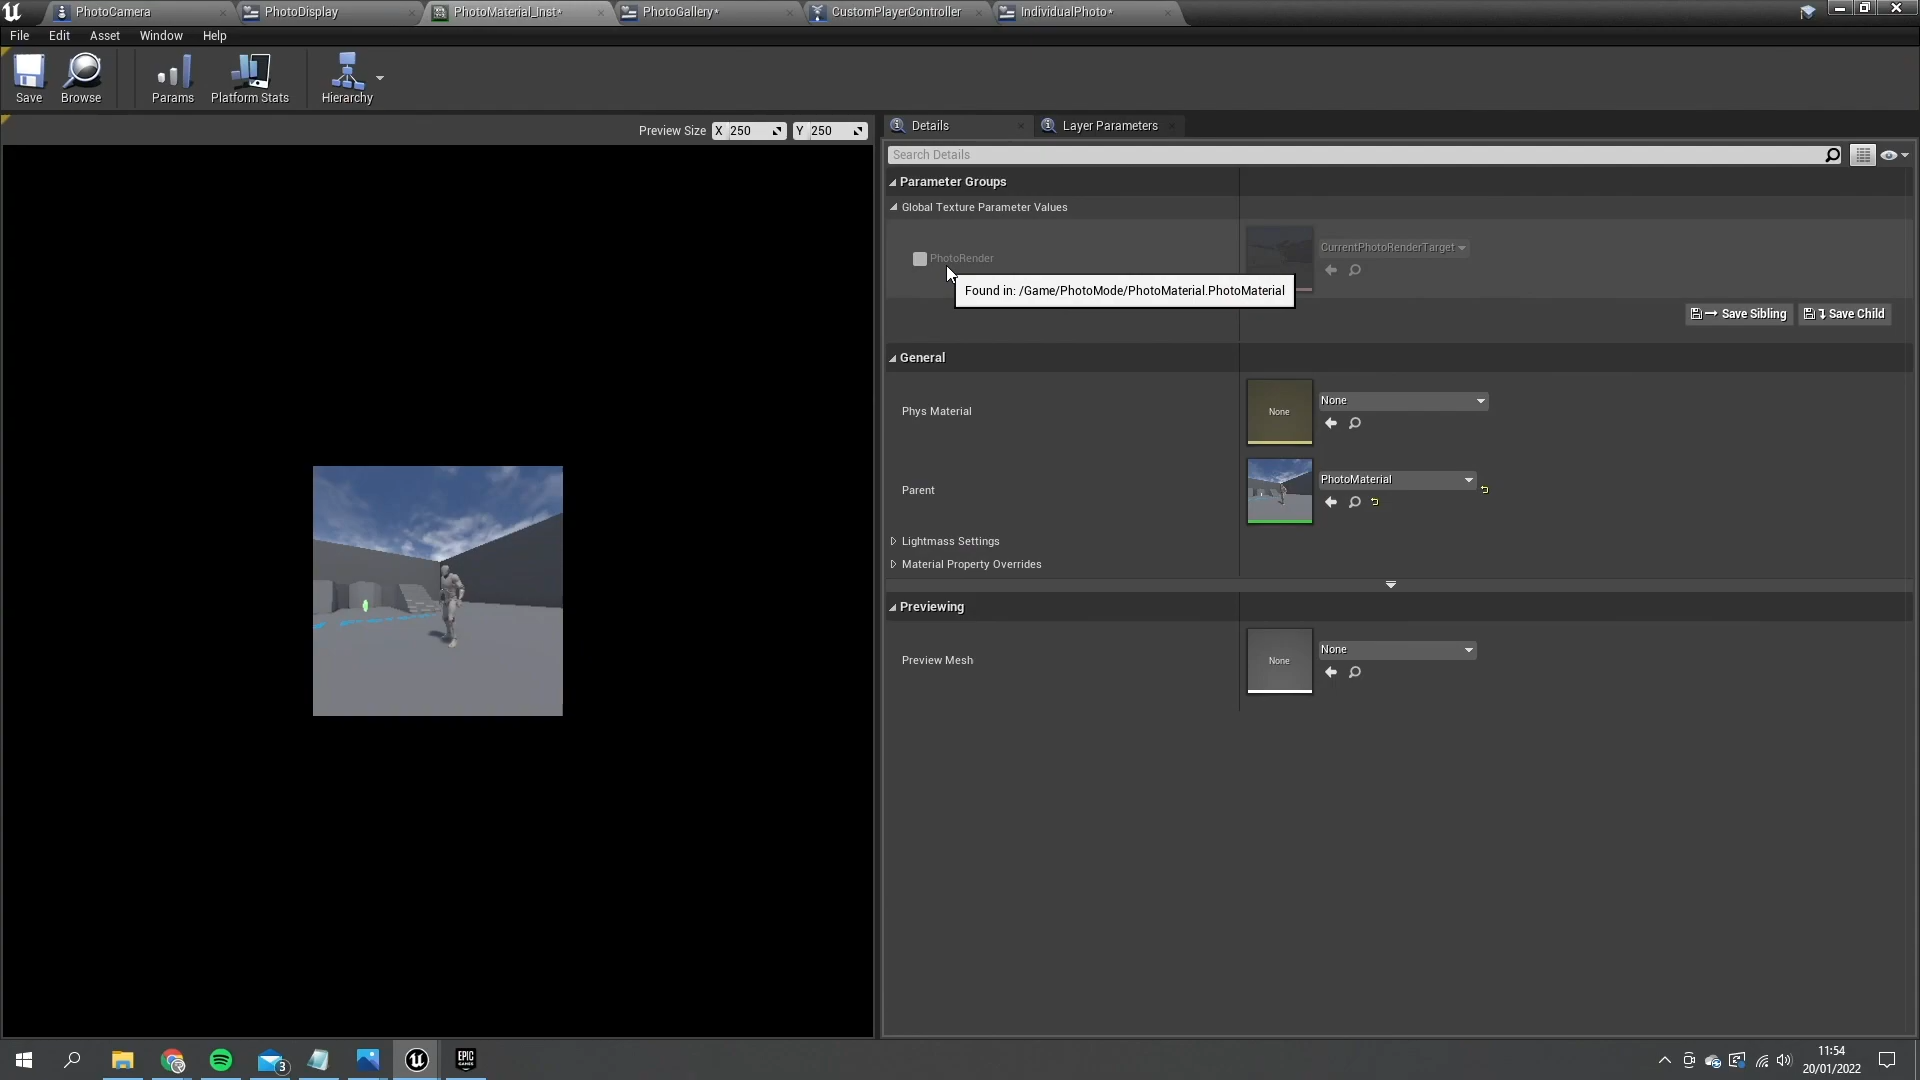 PhotoCamera
PhotoDisplay
PhotoMaterial_Inst*
PhotoGallery*
CustomPlayerController
IndividualPhoto*
File Edit Asset Window Help
Save
Browse
Params
Platform Stats
Hierarchy
Preview Size X 250 Y 250
Details
Layer Parameters
Search Details
Parameter Groups
Global Texture Parameter Values
PhotoRender
CurrentPhotoRenderTarget
Found in: /Game/PhotoMode/PhotoMaterial.PhotoMaterial
Save Sibling
Save Child
General
Phys Material
None
None
Parent
PhotoMaterial
Lightmass Settings
Material Property Overrides
Previewing
Preview Mesh
None
None
3
EPIC
GAMES
11:54
20/01/2022